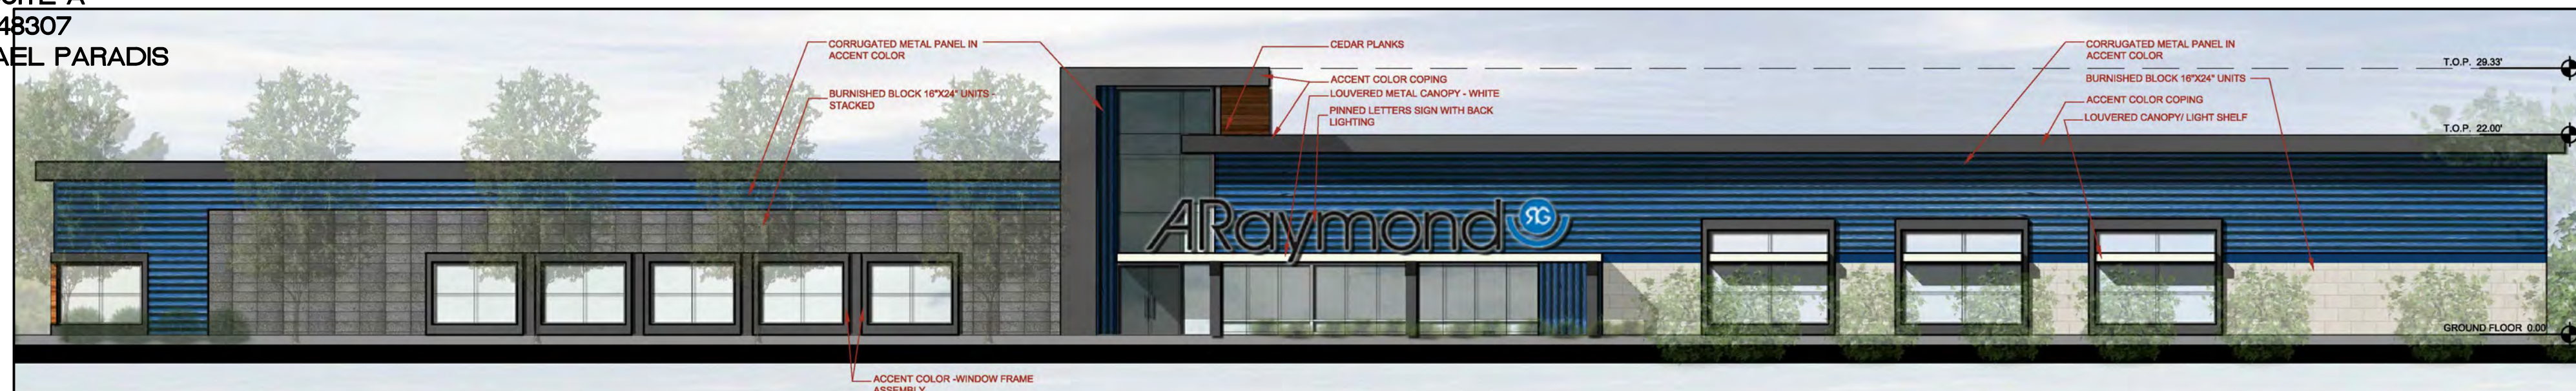 48307
AEL PARADIS
CORRUGATED METAL PANEL IN
ACCENT COLOR
BURNISHED BLOCK 16"X24" UNITS -
STACKED
CEDAR PLANKS
ACCENT COLOR COPING
LOUVERED METAL CANOPY - WHITE
PINNED LETTERS SIGN WITH BACK
LIGHTING
CORRUGATED METAL PANEL IN
ACCENT COLOR
BURNISHED BLOCK 16"X24" UNITS
ACCENT COLOR COPING
LOUVERED CANOPY/ LIGHT SHELF
T.O.P. 29.33'
T.O.P. 22.00'
GROUND FLOOR 0.00'
ARaymond RG
ACCENT COLOR -WINDOW FRAME
ASSEMBLY